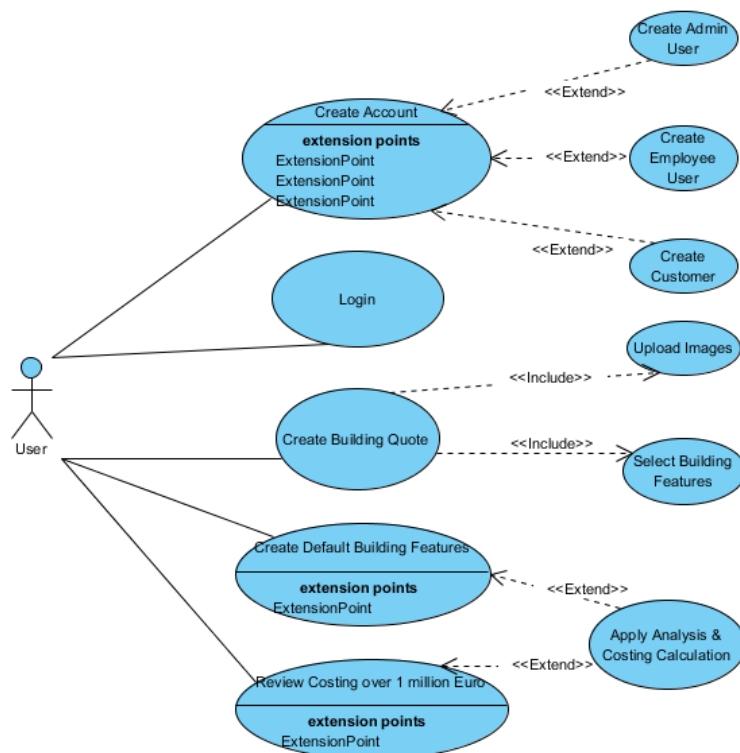 Create Admin
User
<<Extend>>
Create Account
extension points
ExtensionPoint
ExtensionPoint
ExtensionPoint
<<Extend>>
Create
Employee
User
<<Extend>>
Create
Customer
Login
Upload Images
<<Include>>
User
Create Building Quote
<<Include>>
Select Building
Features
Create Default Building Features
extension points
ExtensionPoint
<<Extend>>
Apply Analysis &
Costing Calculation
<<Extend>>
Review Costing over 1 million Euro
extension points
ExtensionPoint